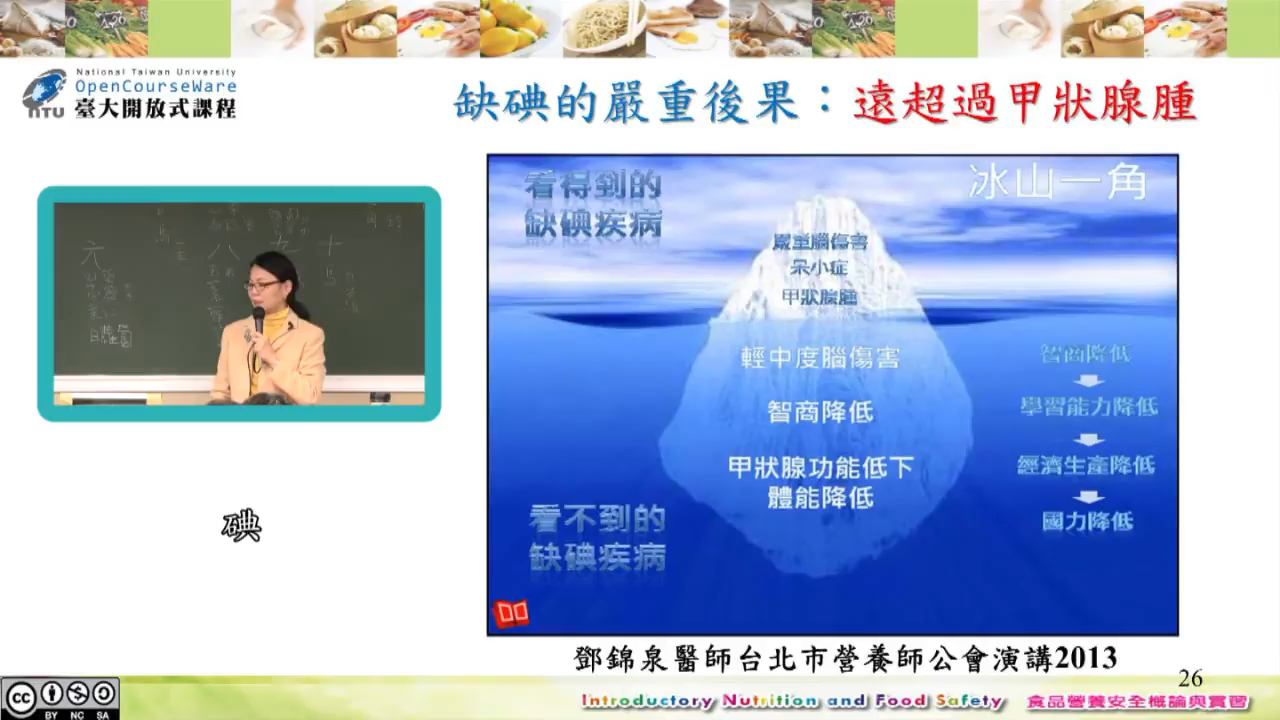 National Taiwan University
OpenCourseWare
NTU 臺大開放式課程
缺碘的嚴重後果：遠超過甲狀腺腫
看得到的
缺碘疾病
冰山一角
嚴重腦傷害
呆小症
甲狀腺腫
輕中度腦傷害
智商降低
甲狀腺功能低下
體能降低
智商降低
學習能力降低
經濟生產降低
國力降低
看不到的
缺碘疾病
碘
鄧錦泉醫師台北市營養師公會演講2013
26
cc BY NC SA
Introductory Nutrition and Food Safety 食品營養安全概論與實習